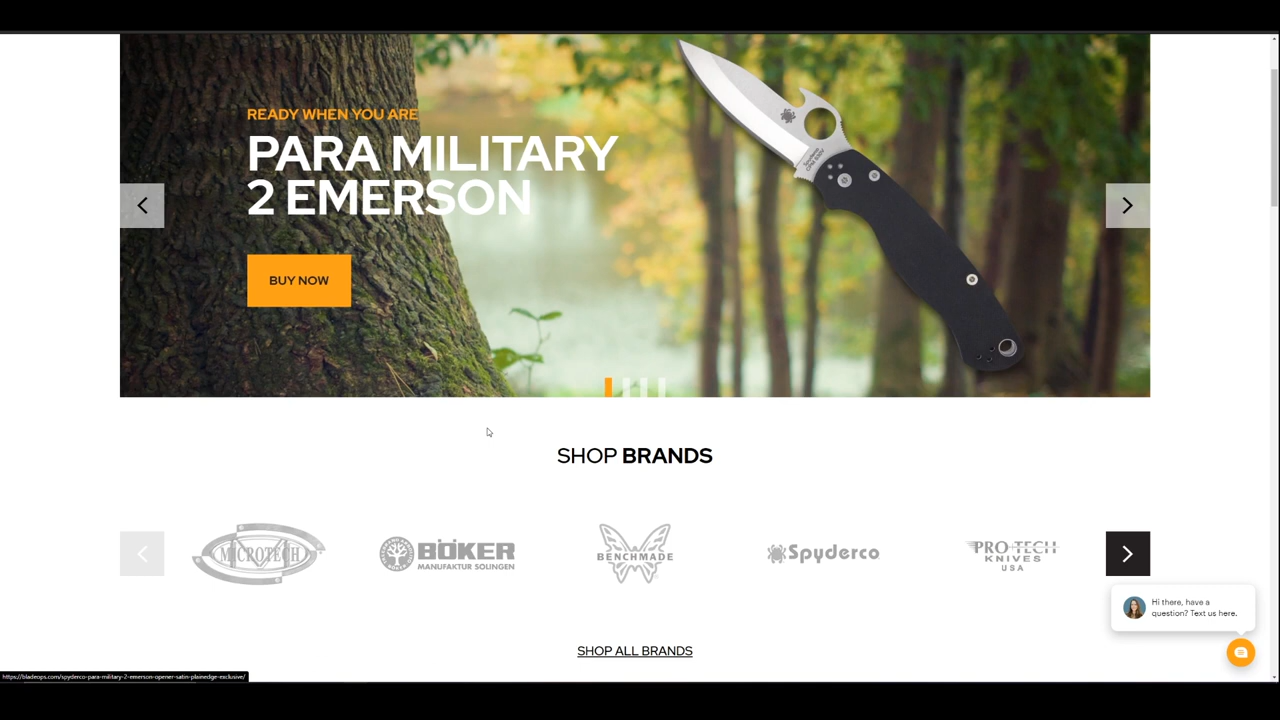 READY WHEN YOU ARE
PARA MILITARY
2 EMERSON
BUY NOW
SHOP BRANDS
MICROTECH
BÖKER
MANUFAKTUR SOLINGEN
BENCHMADE
Spyderco
PRO-TECH
KNIVES
USA
Hi there, have a
question? Text us here.
SHOP ALL BRANDS
https://bladeops.com/spyderco-para-military-2-emerson-opener-satin-plainedge-exclusive/